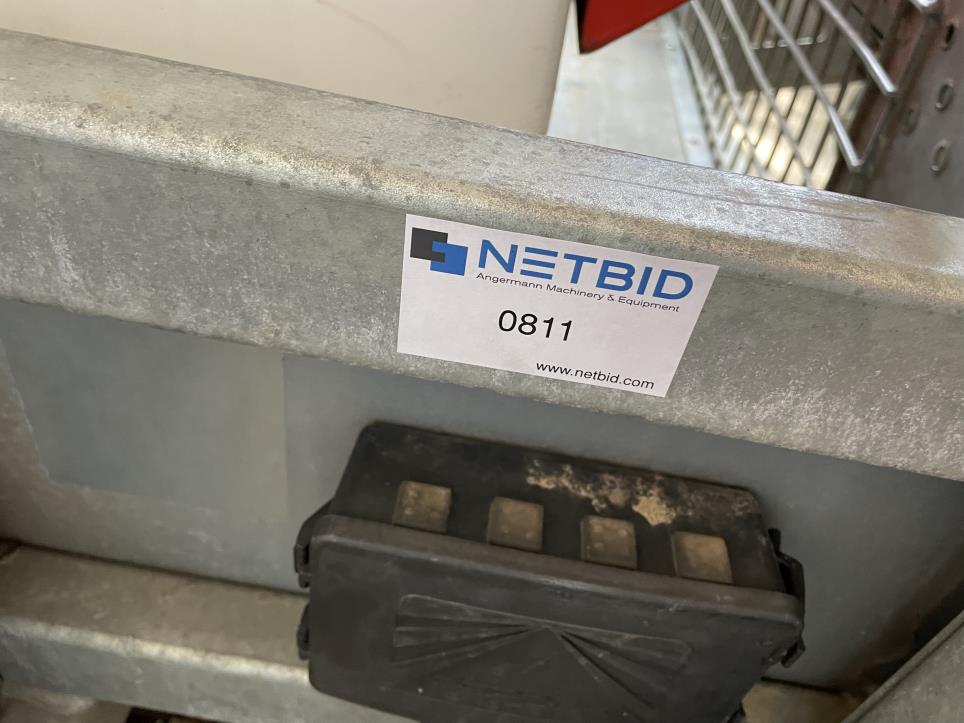 NETBID
Angermann Machinery & Equipment
0811
www.netbid.com